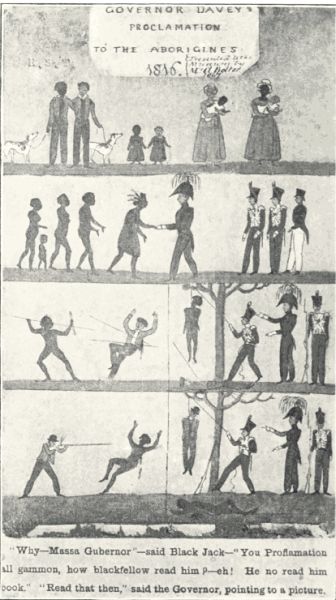 GOVERNOR DAVEY'S
PROCLAMATION
TO THE ABORIGINES
1816.
"Why—Massa Gubernor"—said Black Jack—"You Proflamation
all gammon, how blackfellow read him?—eh! He no read him
book." "Read that then," said the Governor, pointing to a picture.